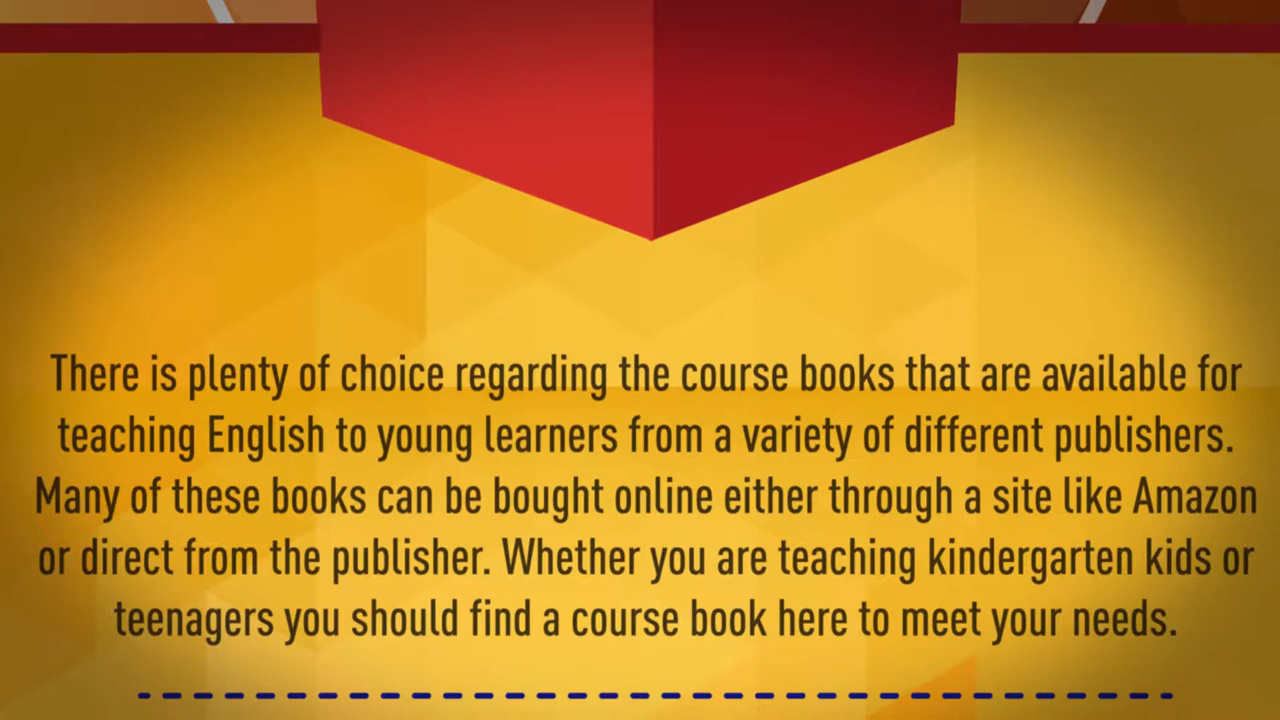 There is plenty of choice regarding the course books that are available for
teaching English to young learners from a variety of different publishers.
Many of these books can be bought online either through a site like Amazon
or direct from the publisher. Whether you are teaching kindergarten kids or
teenagers you should find a course book here to meet your needs.